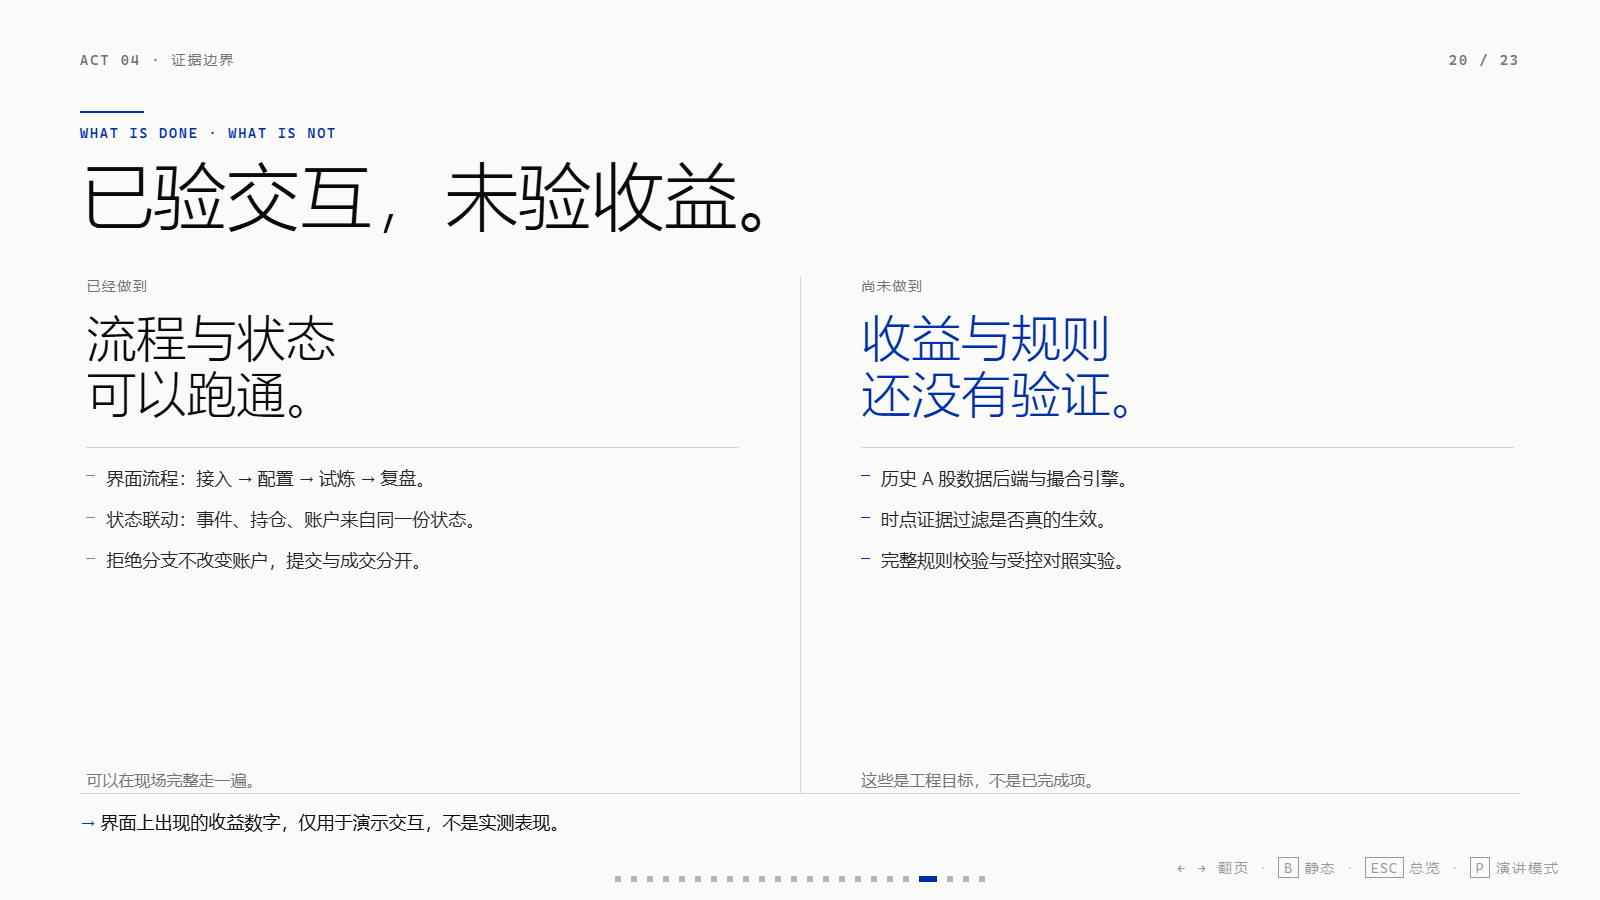 ACT 04 · 证据边界
20 / 23
WHAT IS DONE · WHAT IS NOT
已验交互，未验收益。
已经做到
流程与状态
可以跑通。
– 界面流程：接入 → 配置 → 试炼 → 复盘。
– 状态联动：事件、持仓、账户来自同一份状态。
– 拒绝分支不改变账户，提交与成交分开。
可以在现场完整走一遍。
尚未做到
收益与规则
还没有验证。
– 历史 A 股数据后端与撮合引擎。
– 时点证据过滤是否真的生效。
– 完整规则校验与受控对照实验。
这些是工程目标，不是已完成项。
→ 界面上出现的收益数字，仅用于演示交互，不是实测表现。
← → 翻页 · B 静态 · ESC 总览 · P 演讲模式